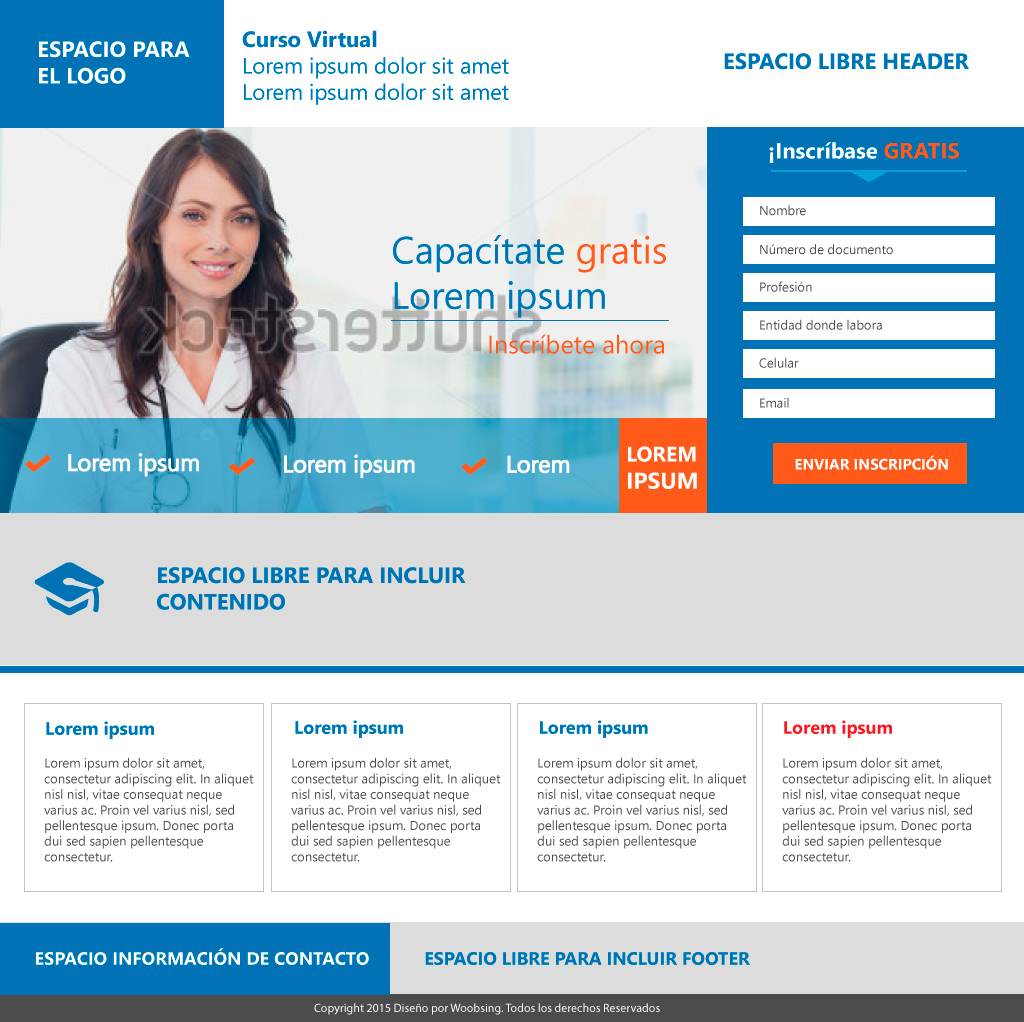 ESPACIO PARA
EL LOGO
Curso Virtual
Lorem ipsum dolor sit amet
Lorem ipsum dolor sit amet
ESPACIO LIBRE HEADER
¡Inscríbase GRATIS
Nombre
Número de documento
Profesión
Entidad donde labora
Celular
Email
ENVIAR INSCRIPCIÓN
Capacítate gratis
Lorem ipsum
shutterstock
Inscríbete ahora
Lorem ipsum
Lorem ipsum
Lorem
LOREM
IPSUM
ESPACIO LIBRE PARA INCLUIR
CONTENIDO
Lorem ipsum
Lorem ipsum dolor sit amet,
consectetur adipiscing elit. In aliquet
nisl nisl, vitae consequat neque
varius ac. Proin vel varius nisl, sed
pellentesque ipsum. Donec porta
dui sed sapien pellentesque
consectetur.
Lorem ipsum
Lorem ipsum dolor sit amet,
consectetur adipiscing elit. In aliquet
nisl nisl, vitae consequat neque
varius ac. Proin vel varius nisl, sed
pellentesque ipsum. Donec porta
dui sed sapien pellentesque
consectetur.
Lorem ipsum
Lorem ipsum dolor sit amet,
consectetur adipiscing elit. In aliquet
nisl nisl, vitae consequat neque
varius ac. Proin vel varius nisl, sed
pellentesque ipsum. Donec porta
dui sed sapien pellentesque
consectetur.
Lorem ipsum
Lorem ipsum dolor sit amet,
consectetur adipiscing elit. In aliquet
nisl nisl, vitae consequat neque
varius ac. Proin vel varius nisl, sed
pellentesque ipsum. Donec porta
dui sed sapien pellentesque
consectetur.
ESPACIO INFORMACIÓN DE CONTACTO
ESPACIO LIBRE PARA INCLUIR FOOTER
Copyright 2015 Diseño por Woobsing. Todos los derechos Reservados